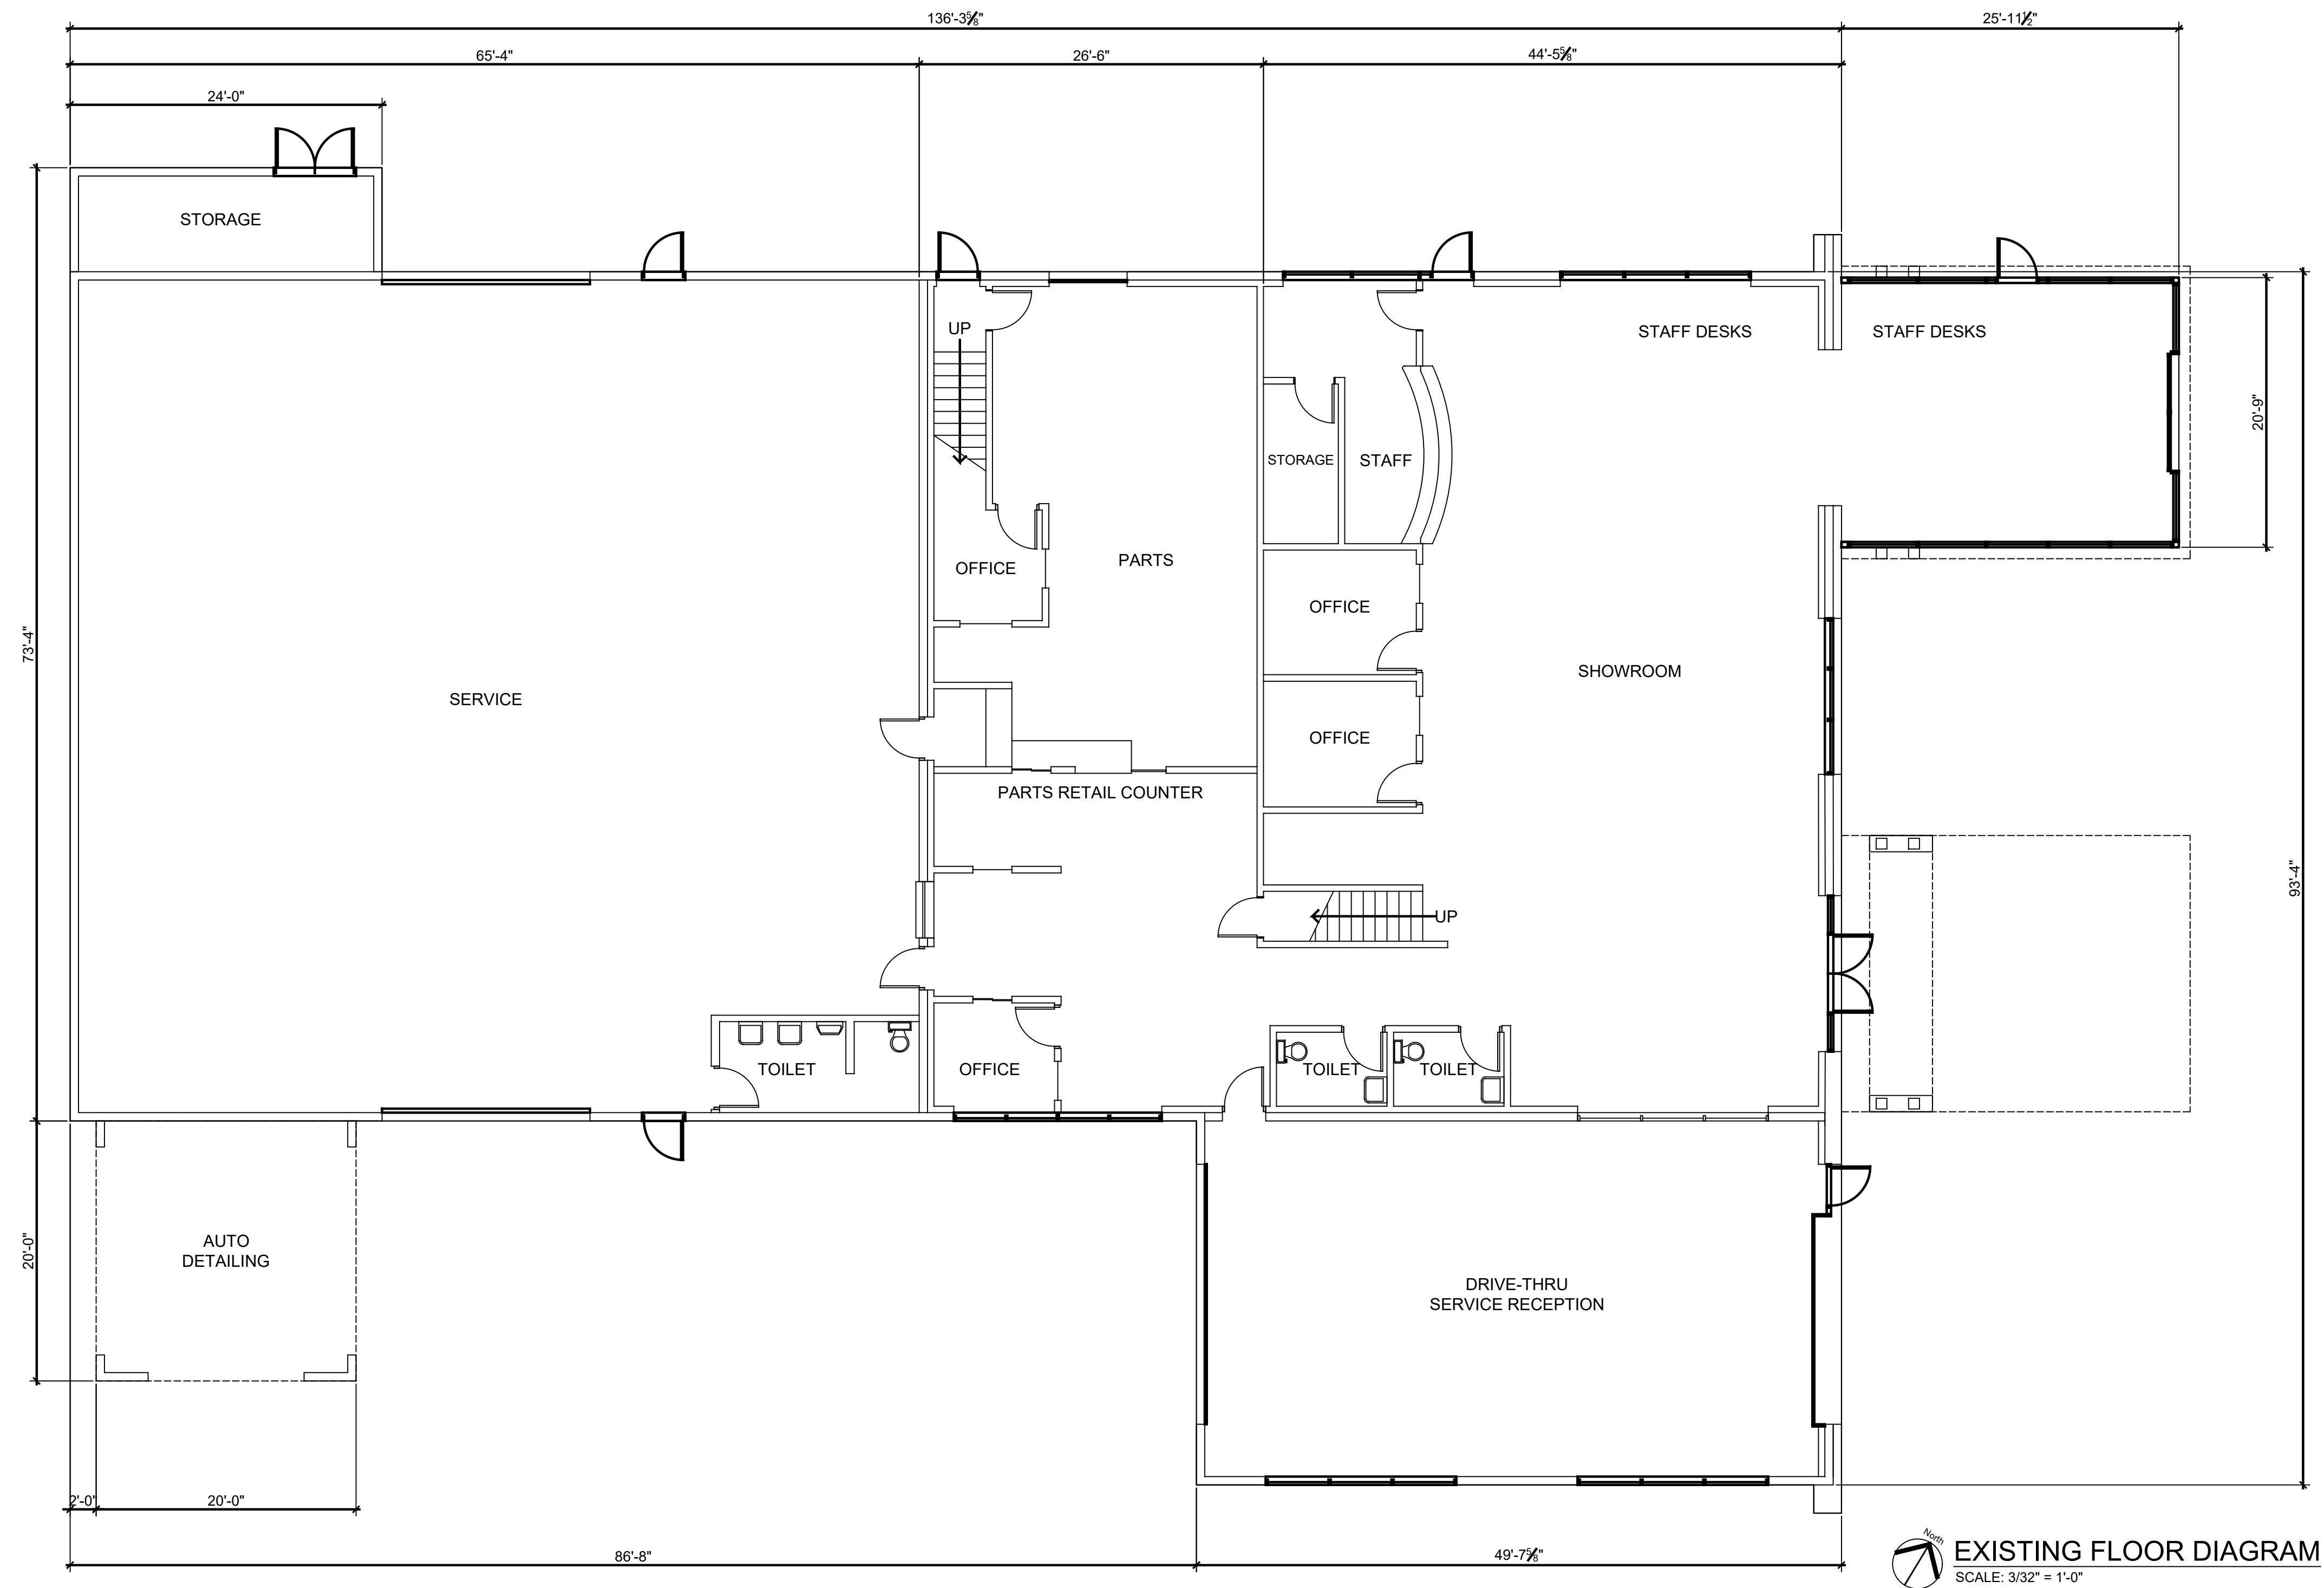 136'-3⅝"
25'-11½"
65'-4"
26'-6"
44'-5⅝"
24'-0"
STORAGE
UP
STAFF DESKS
STAFF DESKS
20'-9"
STORAGE
STAFF
PARTS
OFFICE
OFFICE
73'-4"
SHOWROOM
SERVICE
OFFICE
PARTS RETAIL COUNTER
93'-4"
UP
TOILET
OFFICE
TOILET
TOILET
20'-0"
AUTO
DETAILING
DRIVE-THRU
SERVICE RECEPTION
2'-0"
20'-0"
86'-8"
49'-7⅝"
North
EXISTING FLOOR DIAGRAM
SCALE: 3/32" = 1'-0"